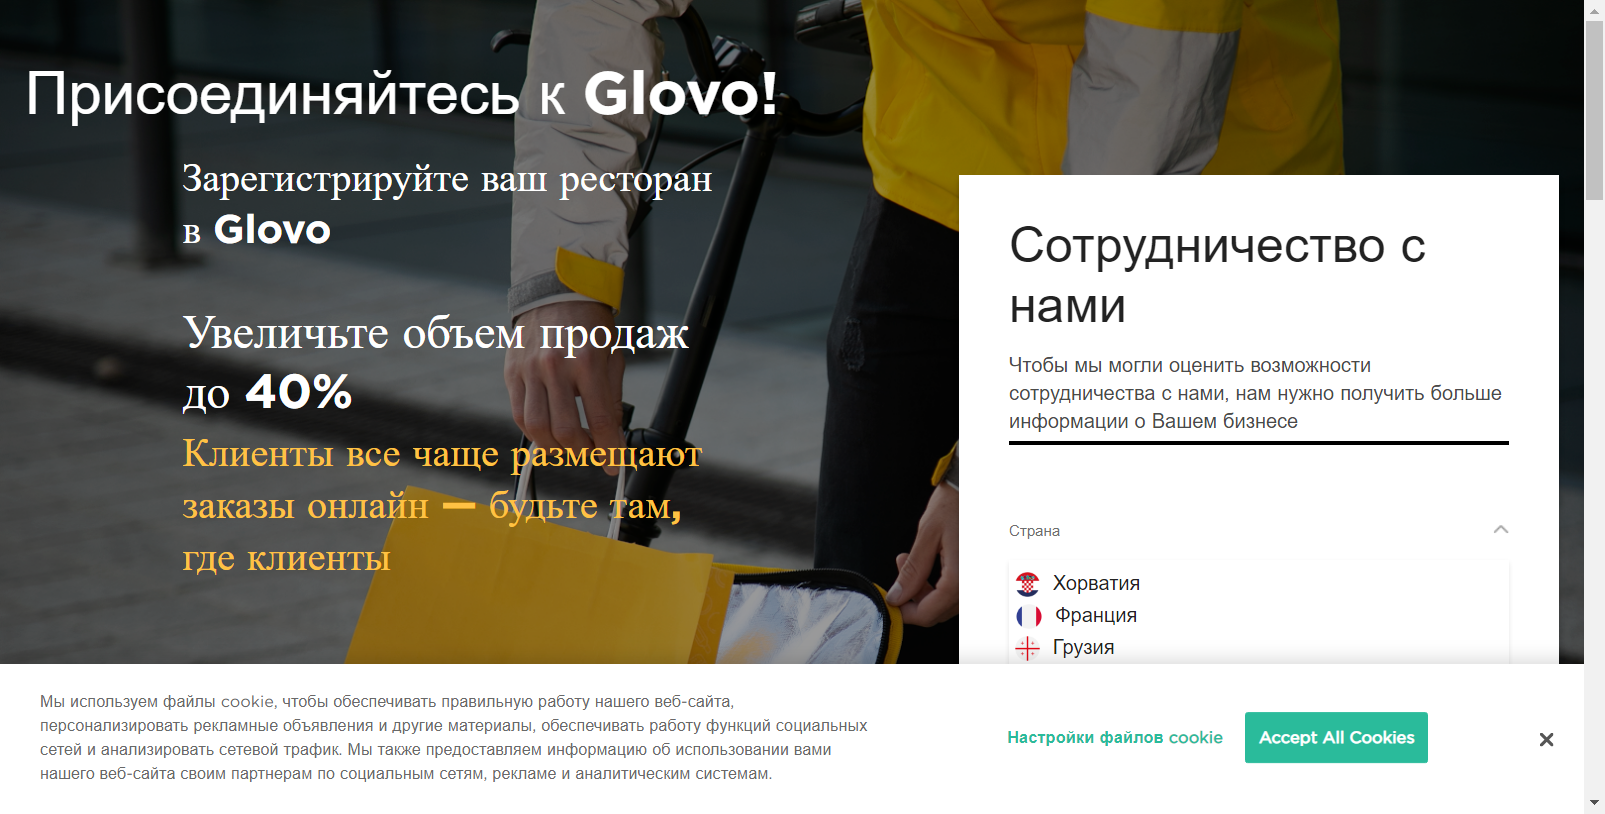 Присоединяйтесь к Glovo!
Зарегистрируйте ваш ресторан
в Glovo
Увеличьте объем продаж
до 40%
Клиенты все чаще размещают
заказы онлайн — будьте там,
где клиенты
Сотрудничество с
нами
Чтобы мы могли оценить возможности
сотрудничества с нами, нам нужно получить больше
информации о Вашем бизнесе
Страна
Хорватия
Франция
Грузия
Мы используем файлы cookie, чтобы обеспечивать правильную работу нашего веб-сайта,
персонализировать рекламные объявления и другие материалы, обеспечивать работу функций социальных
сетей и анализировать сетевой трафик. Мы также предоставляем информацию об использовании вами
нашего веб-сайта своим партнерам по социальным сетям, рекламе и аналитическим системам.
Настройки файлов cookie
Accept All Cookies